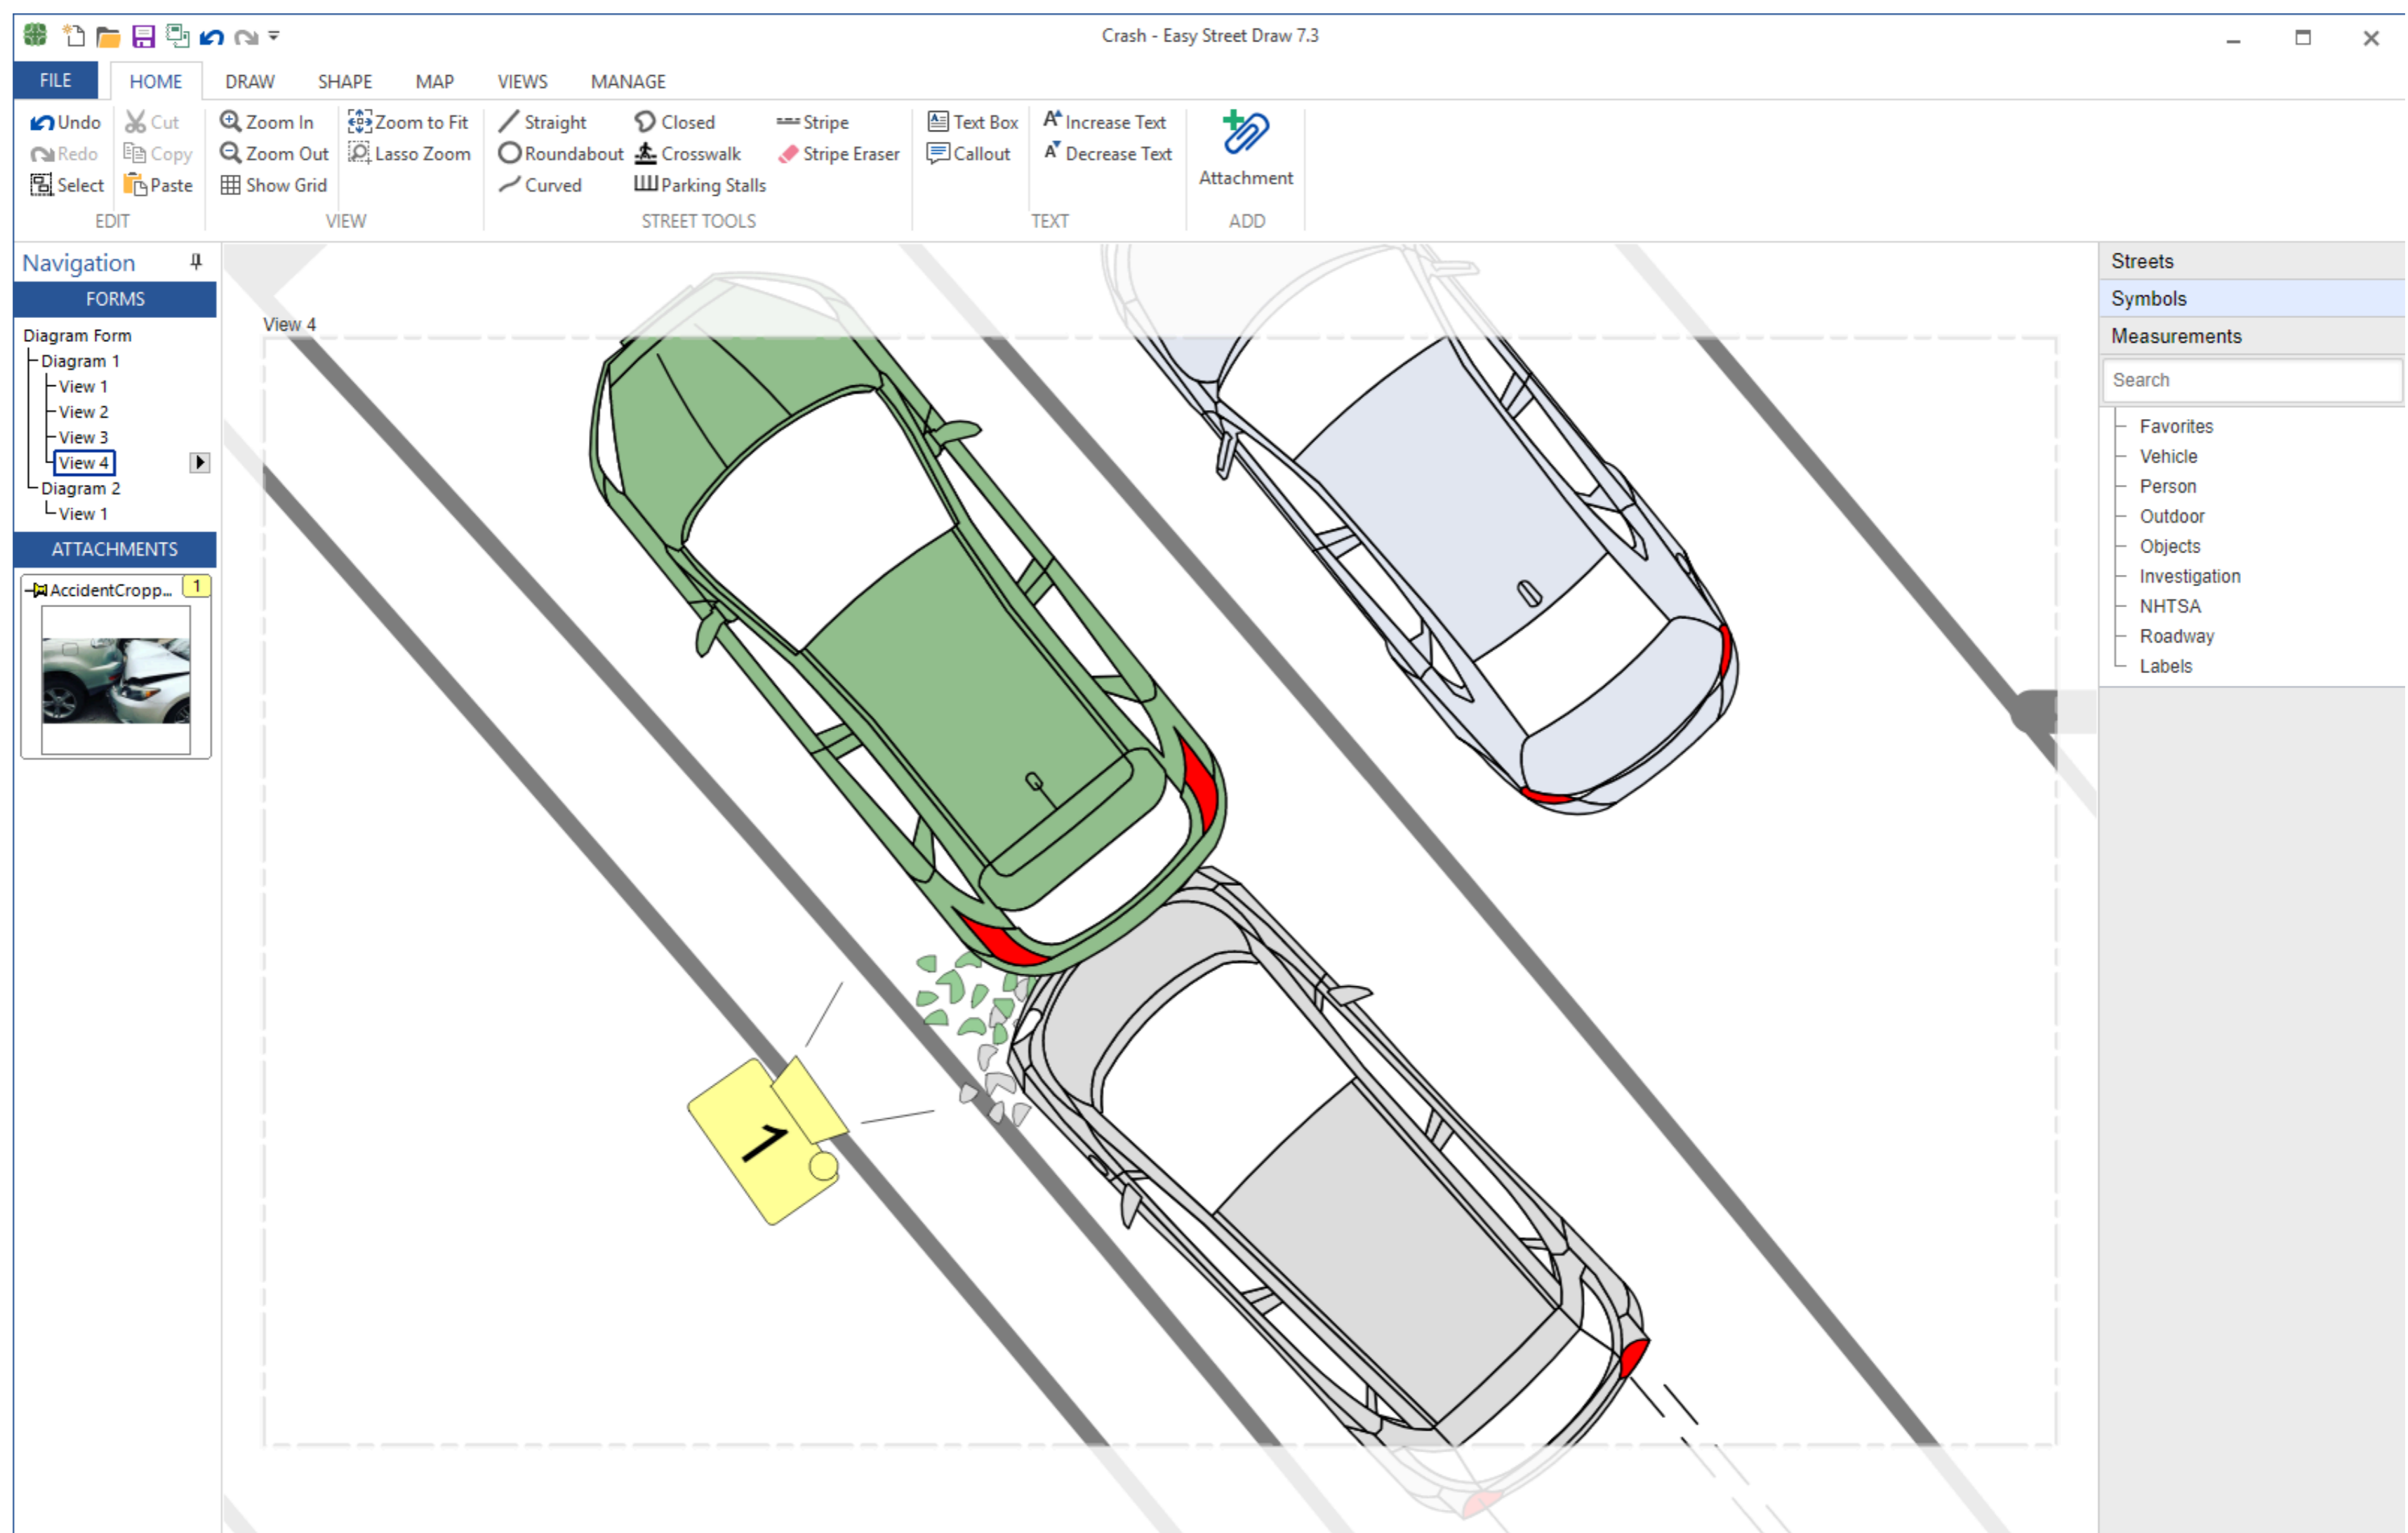 Crash - Easy Street Draw 7.3
FILE HOME DRAW SHAPE MAP VIEWS MANAGE
Undo Cut Zoom In Zoom to Fit Straight Closed Stripe Text Box Increase Text
Redo Copy Zoom Out Lasso Zoom Roundabout Crosswalk Stripe Eraser Callout Decrease Text
Select Paste Show Grid Curved Parking Stalls Attachment
EDIT VIEW STREET TOOLS TEXT ADD
Navigation
FORMS
Diagram Form
Diagram 1
View 1
View 2
View 3
View 4
Diagram 2
View 1
ATTACHMENTS
AccidentCropp... 1
View 4
1
Streets
Symbols
Measurements
Search
Favorites
Vehicle
Person
Outdoor
Objects
Investigation
NHTSA
Roadway
Labels